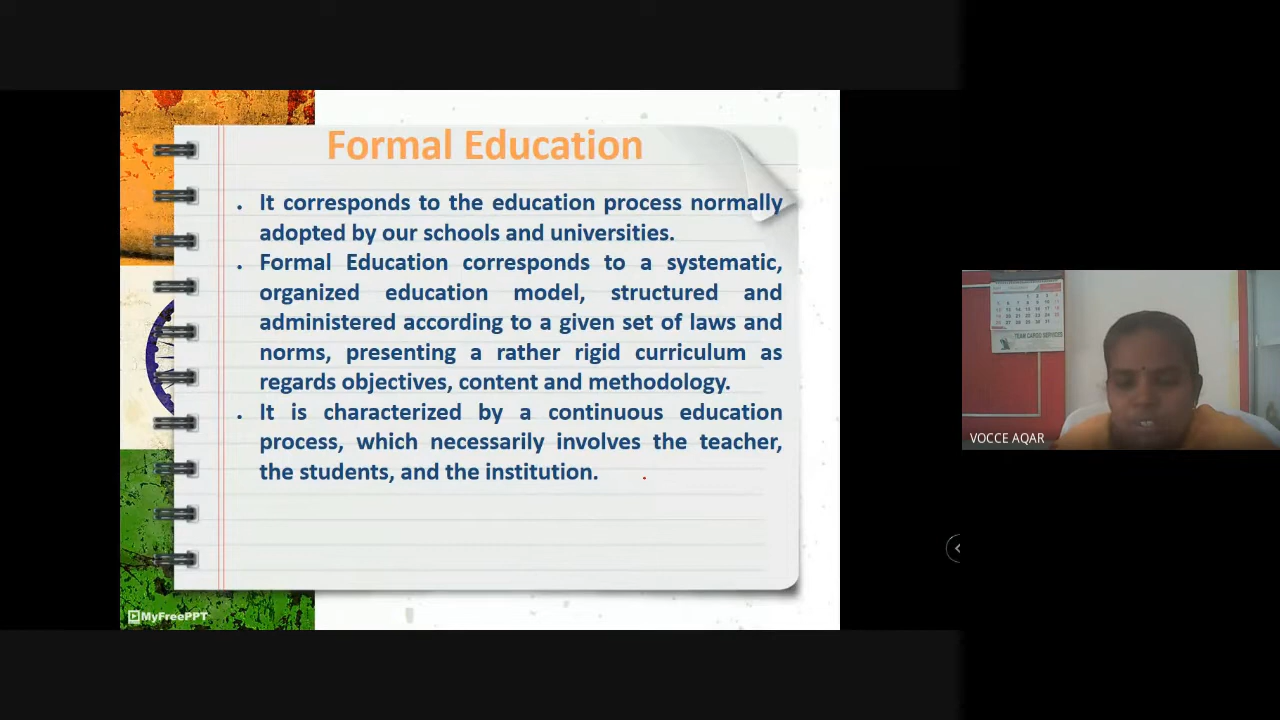 Formal Education
. It corresponds to the education process normally
adopted by our schools and universities.
. Formal Education corresponds to a systematic,
organized education model, structured and
administered according to a given set of laws and
norms, presenting a rather rigid curriculum as
regards objectives, content and methodology.
. It is characterized by a continuous education
process, which necessarily involves the teacher,
the students, and the institution.
MyFreePPT
TEAM CARGO SERVICES
VOCCE AQAR